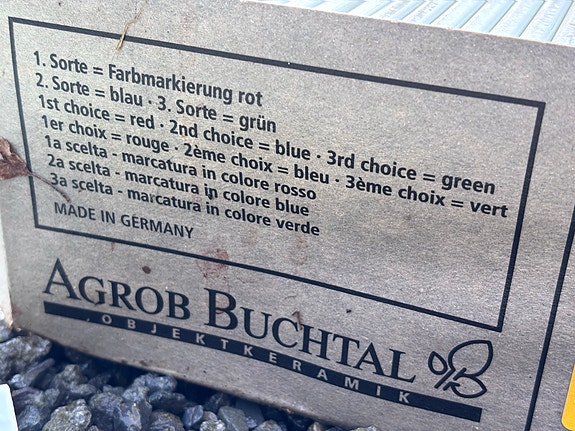 1. Sorte = Farbmarkierung rot
2. Sorte = blau · 3. Sorte = grün
1st choice = red · 2nd choice = blue · 3rd choice = green
1er choix = rouge · 2ème choix = bleu · 3ème choix = vert
1a scelta - marcatura in colore rosso
2a scelta - marcatura in colore blue
3a scelta - marcatura in colore verde
MADE IN GERMANY
AGROB BUCHTAL
OBJEKTKERAMIK